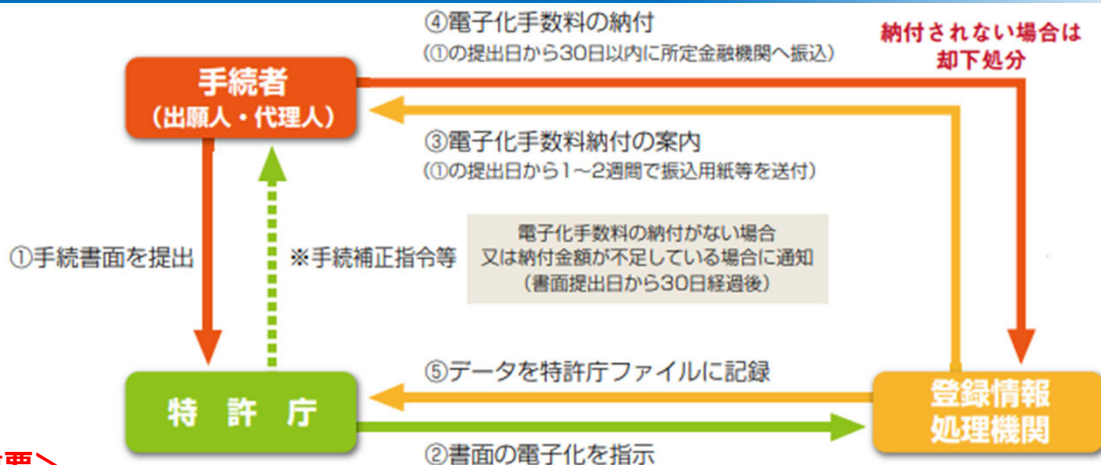 ④電子化手数料の納付
(①の提出日から30日以内に所定金融機関へ振込)
納付されない場合は
却下処分
手続者
(出願人・代理人)
③電子化手数料納付の案内
(①の提出日から1～2週間で振込用紙等を送付)
①手続書面を提出
※手続補正指令等
電子化手数料の納付がない場合
又は納付金額が不足している場合に通知
(書面提出日から30日経過後)
⑤データを特許庁ファイルに記録
特許庁
登録情報
処理機関
②書面の電子化を指示